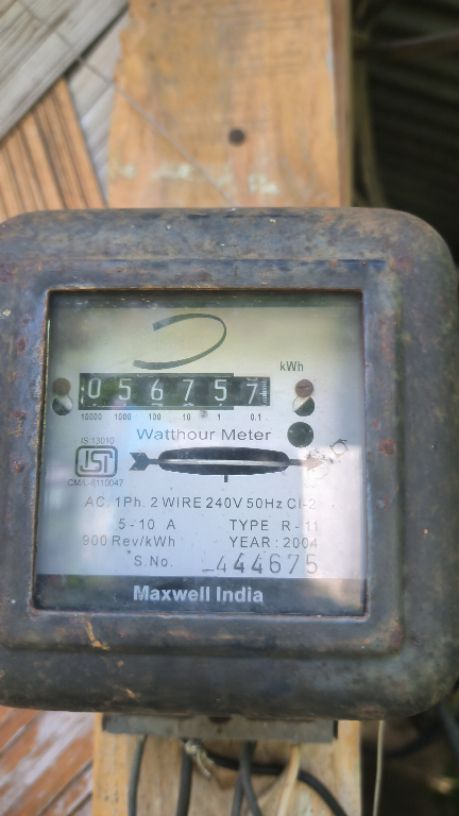 kWh
056757
10000 1000 100 10 1 0.1
Watthour Meter
IS 13010
ISI
CM/L-6110047
AC. 1Ph. 2 WIRE 240V 50Hz Cl-2
5-10 A TYPE R-11
900 Rev/kWh YEAR: 2004
S.No. 444675
Maxwell India